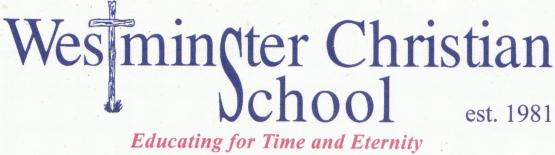 Westminster Christian
School
est. 1981
Educating for Time and Eternity